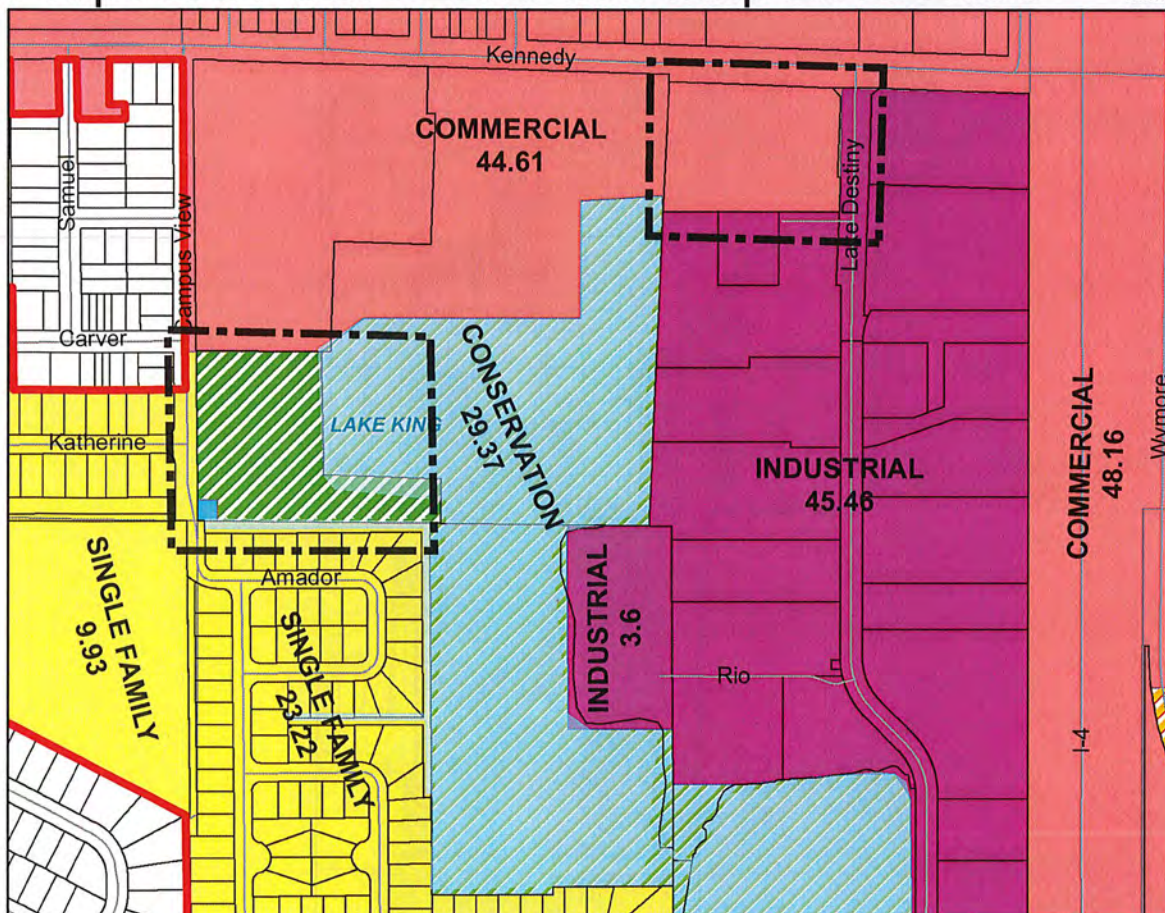 Kennedy
COMMERCIAL
44.61
Samuel
Campus View
Lake Destiny
Carver
LAKE KING
CONSERVATION
29.37
COMMERCIAL
48.16
Wymore
Katherine
INDUSTRIAL
45.46
SINGLE FAMILY
9.93
Amador
SINGLE FAMILY
23.22
INDUSTRIAL
3.6
Rio
I-4